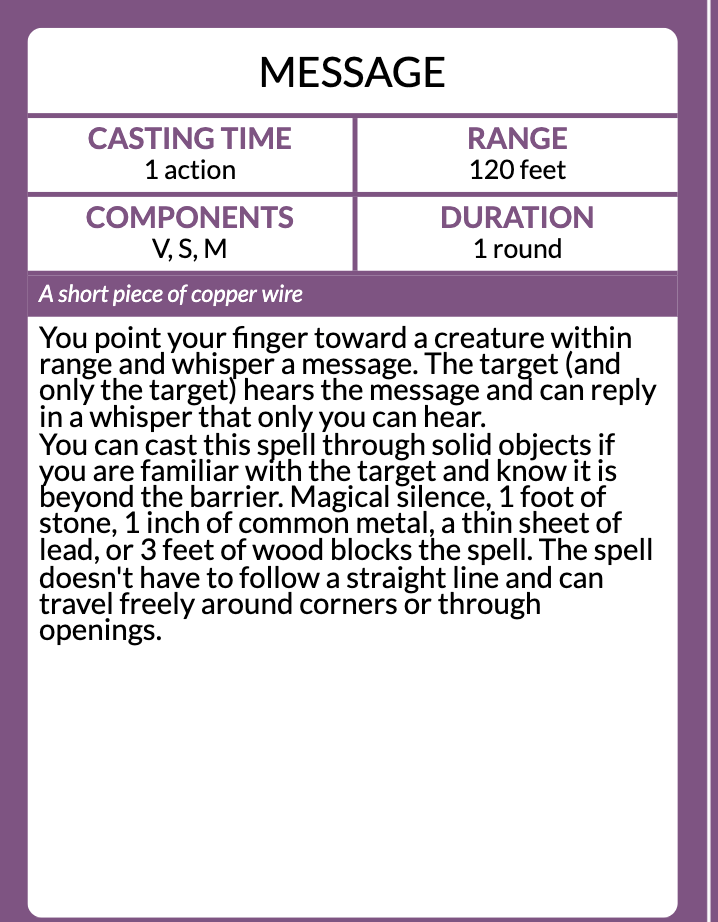 MESSAGE
CASTING TIME
1 action
RANGE
120 feet
COMPONENTS
V, S, M
DURATION
1 round
A short piece of copper wire
You point your finger toward a creature within
range and whisper a message. The target (and
only the target) hears the message and can reply
in a whisper that only you can hear.
You can cast this spell through solid objects if
you are familiar with the target and know it is
beyond the barrier. Magical silence, 1 foot of
stone, 1 inch of common metal, a thin sheet of
lead, or 3 feet of wood blocks the spell. The spell
doesn't have to follow a straight line and can
travel freely around corners or through
openings.